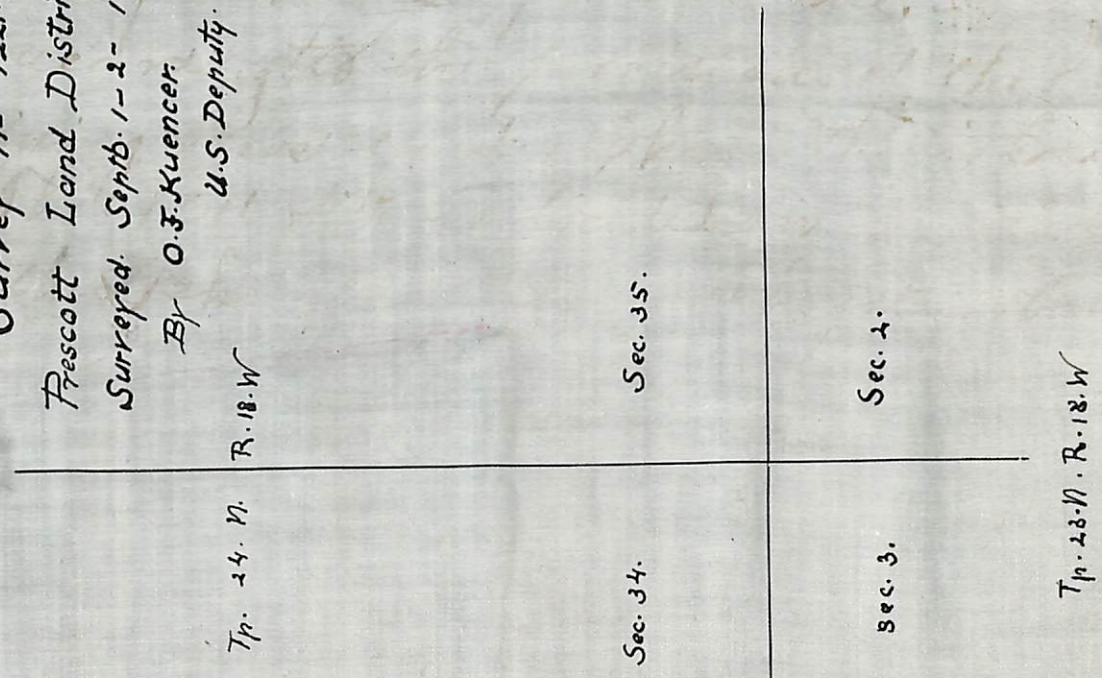 Prescott Land Distri
Surveyed. Septb. 1-2-
By O.F. Kuencer.
U.S. Deputy.
Tp. 24. N. R. 18. W
Sec. 34. Sec. 35.
Sec. 3. Sec. 2.
Tp. 23. N. R. 18. W